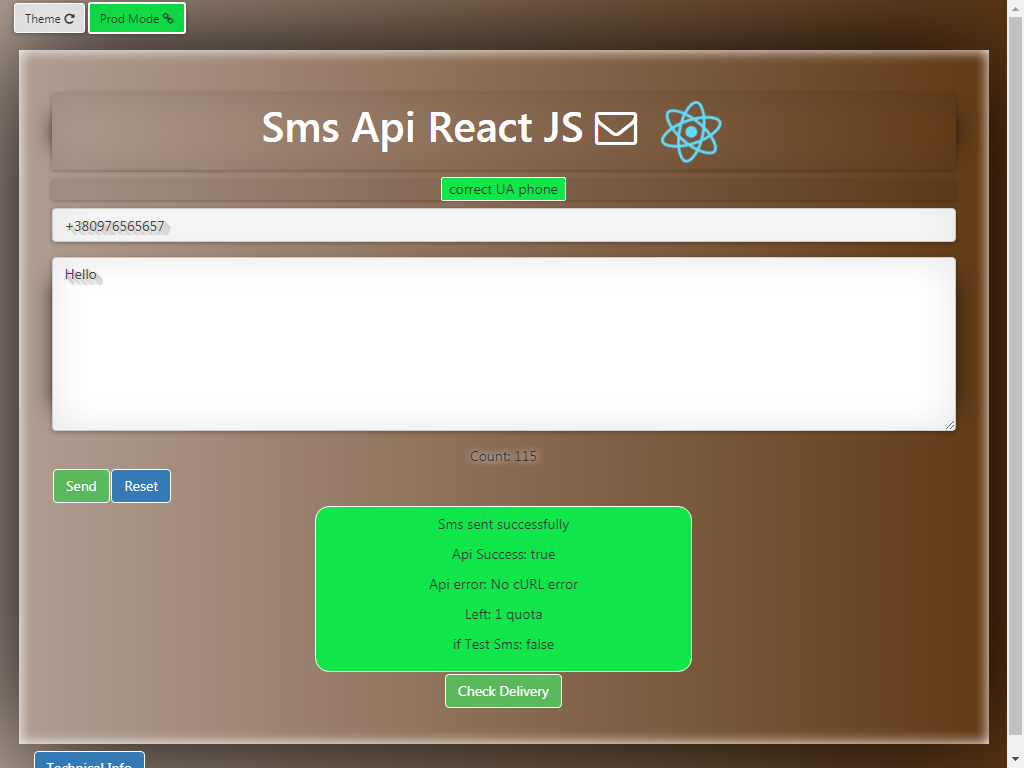 Theme
Prod Mode
Sms Api React JS
correct UA phone
+380976565657
Hello
Count: 115
Send Reset
Sms sent successfully
Api Success: true
Api error: No cURL error
Left: 1 quota
if Test Sms: false
Check Delivery
Technical Info